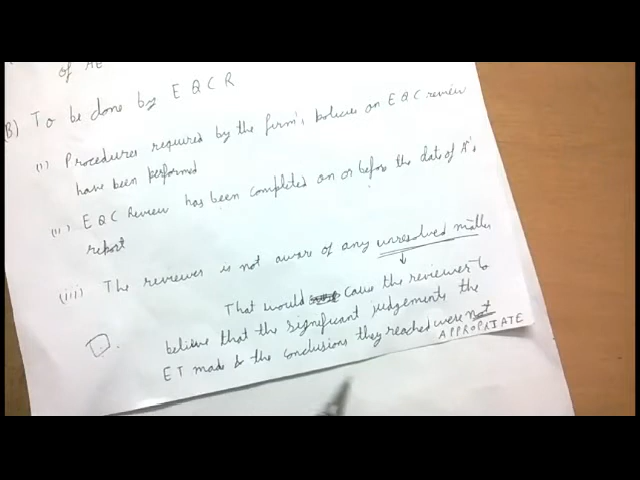 of AE
(B) To be done by EQCR
(i) Procedures required by the firm's policies on EQC review
have been performed
(ii) EQC Review has been completed on or before the date of A's
report
(iii) The reviewer is not aware of any unresolved matter
That would cause the reviewer to
believe that the significant judgements the
ET made & the conclusions they reached were not
APPROPRIATE